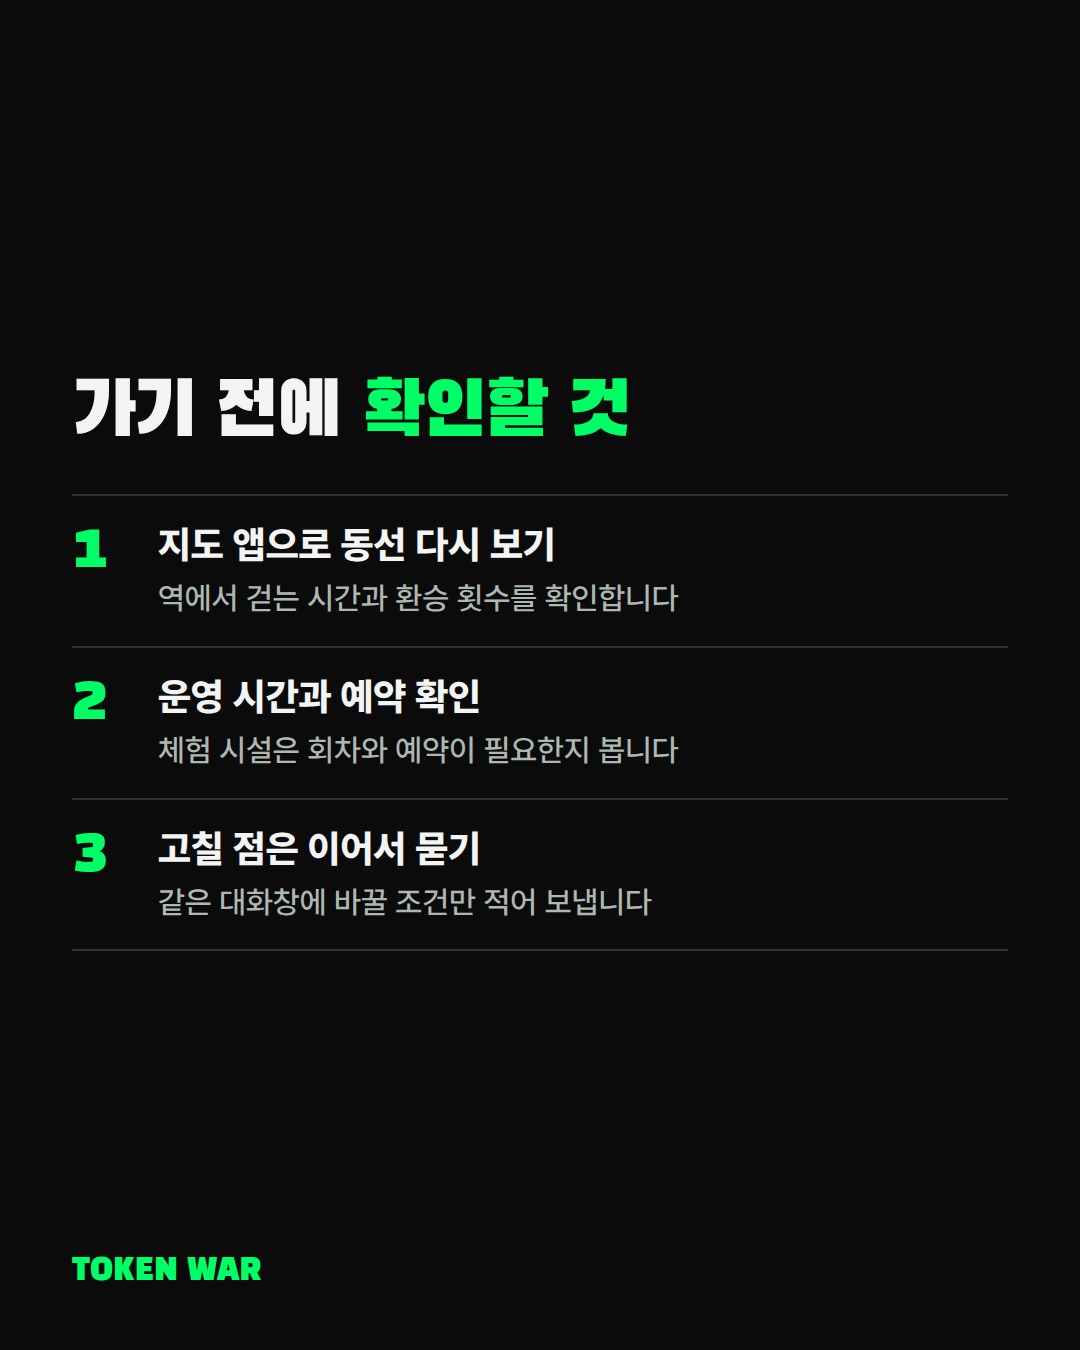 가기 전에 확인할 것
1 지도 앱으로 동선 다시 보기
역에서 걷는 시간과 환승 횟수를 확인합니다
2 운영 시간과 예약 확인
체험 시설은 회차와 예약이 필요한지 봅니다
3 고칠 점은 이어서 묻기
같은 대화창에 바꿀 조건만 적어 보냅니다
TOKEN WAR